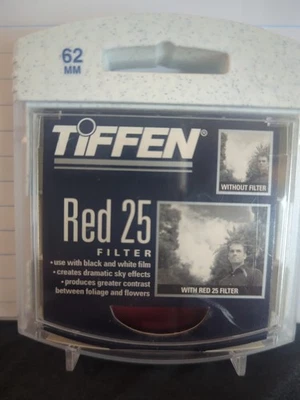 62
MM
TIFFEN®
WITHOUT FILTER
Red 25
FILTER
• use with black and white film
• creates dramatic sky effects
• produces greater contrast
between foliage and flowers
WITH RED 25 FILTER